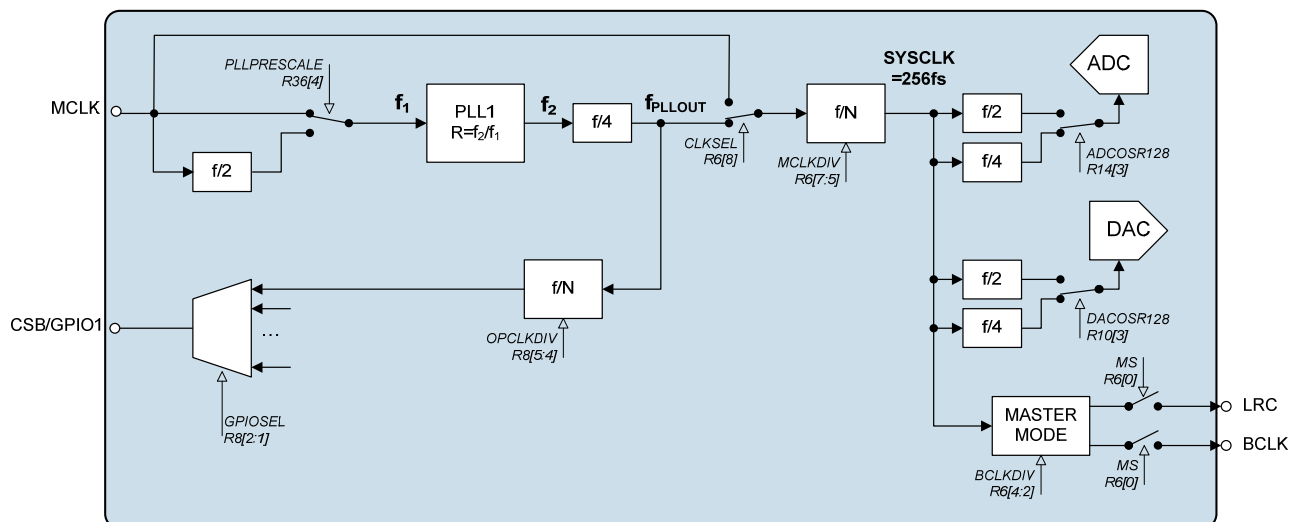 MCLK
PLLPRESCALE
R36[4]
f/2
f1
PLL1
R=f2/f1
f2
f/4
fPLLOUT
CLKSEL
R6[8]
f/N
MCLKDIV
R6[7:5]
SYSCLK
=256fs
f/2
f/4
ADC
ADCOSR128
R14[3]
DAC
f/2
f/4
DACOSR128
R10[3]
CSB/GPIO1
...
GPIOSEL
R8[2:1]
f/N
OPCLKDIV
R8[5:4]
MASTER
MODE
BCLKDIV
R6[4:2]
MS
R6[0]
LRC
MS
R6[0]
BCLK